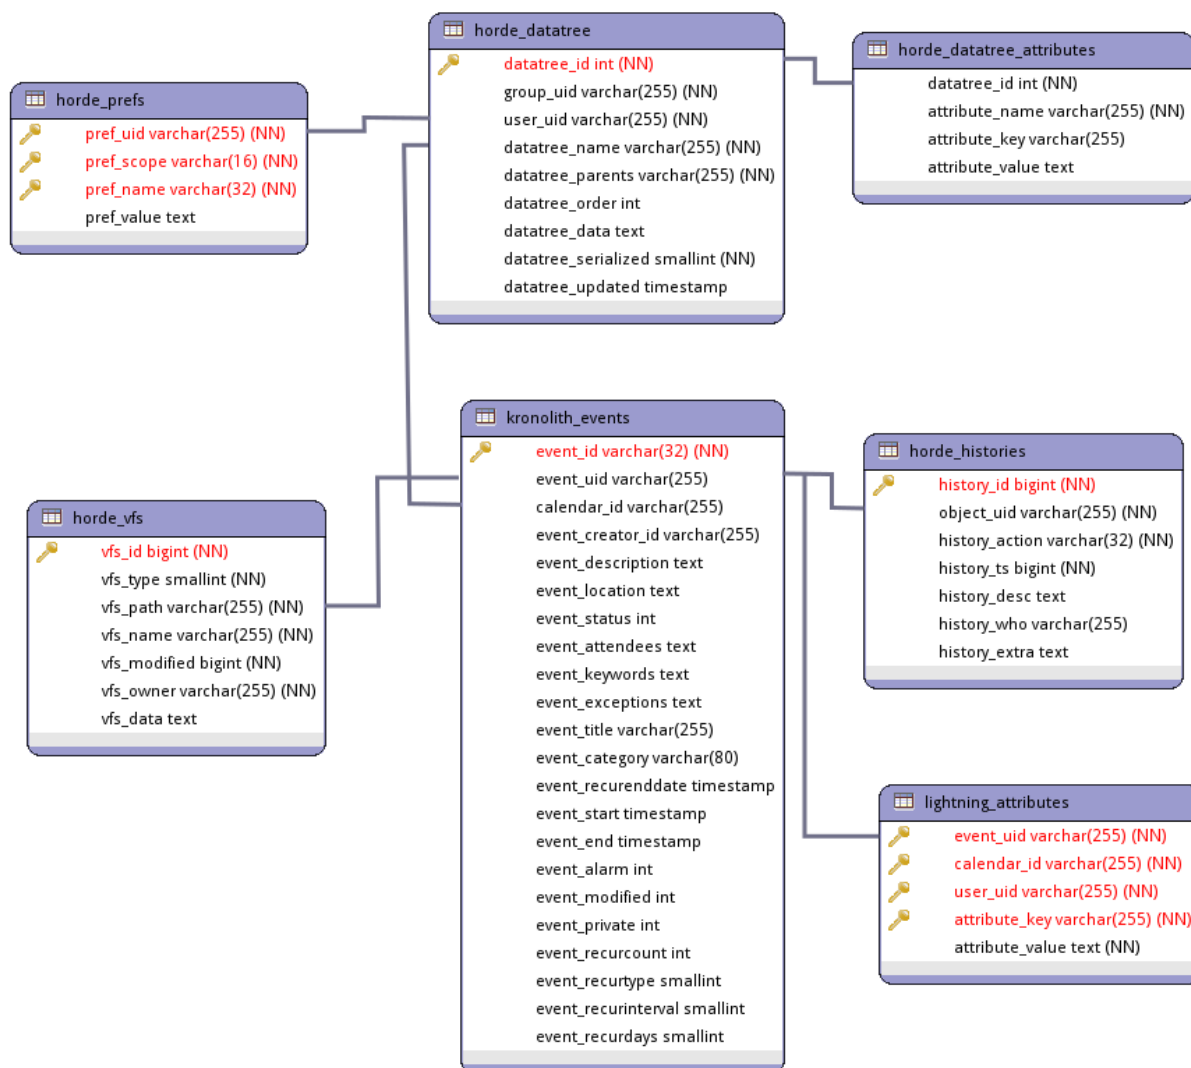 horde_datatree
datatree_id int (NN)
group_uid varchar(255) (NN)
user_uid varchar(255) (NN)
datatree_name varchar(255) (NN)
datatree_parents varchar(255) (NN)
datatree_order int
datatree_data text
datatree_serialized smallint (NN)
datatree_updated timestamp
horde_datatree_attributes
datatree_id int (NN)
attribute_name varchar(255) (NN)
attribute_key varchar(255)
attribute_value text
horde_prefs
pref_uid varchar(255) (NN)
pref_scope varchar(16) (NN)
pref_name varchar(32) (NN)
pref_value text
kronolith_events
event_id varchar(32) (NN)
event_uid varchar(255)
calendar_id varchar(255)
event_creator_id varchar(255)
event_description text
event_location text
event_status int
event_attendees text
event_keywords text
event_exceptions text
event_title varchar(255)
event_category varchar(80)
event_recurenddate timestamp
event_start timestamp
event_end timestamp
event_alarm int
event_modified int
event_private int
event_recurcount int
event_recurtype smallint
event_recurinterval smallint
event_recurdays smallint
horde_histories
history_id bigint (NN)
object_uid varchar(255) (NN)
history_action varchar(32) (NN)
history_ts bigint (NN)
history_desc text
history_who varchar(255)
history_extra text
horde_vfs
vfs_id bigint (NN)
vfs_type smallint (NN)
vfs_path varchar(255) (NN)
vfs_name varchar(255) (NN)
vfs_modified bigint (NN)
vfs_owner varchar(255) (NN)
vfs_data text
lightning_attributes
event_uid varchar(255) (NN)
calendar_id varchar(255) (NN)
user_uid varchar(255) (NN)
attribute_key varchar(255) (NN)
attribute_value text (NN)